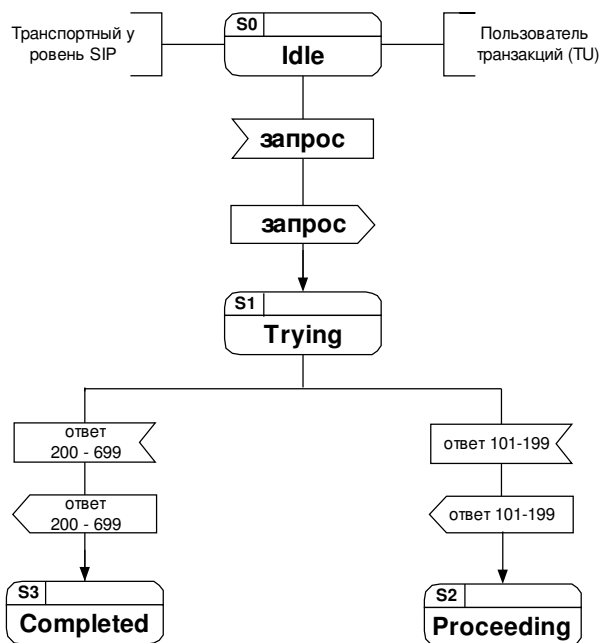 Транспортный у
ровень SIP
S0
Idle
Пользователь
транзакций (TU)
запрос
запрос
S1
Trying
ответ
200 - 699
ответ 101-199
ответ
200 - 699
ответ 101-199
S3
Completed
S2
Proceeding